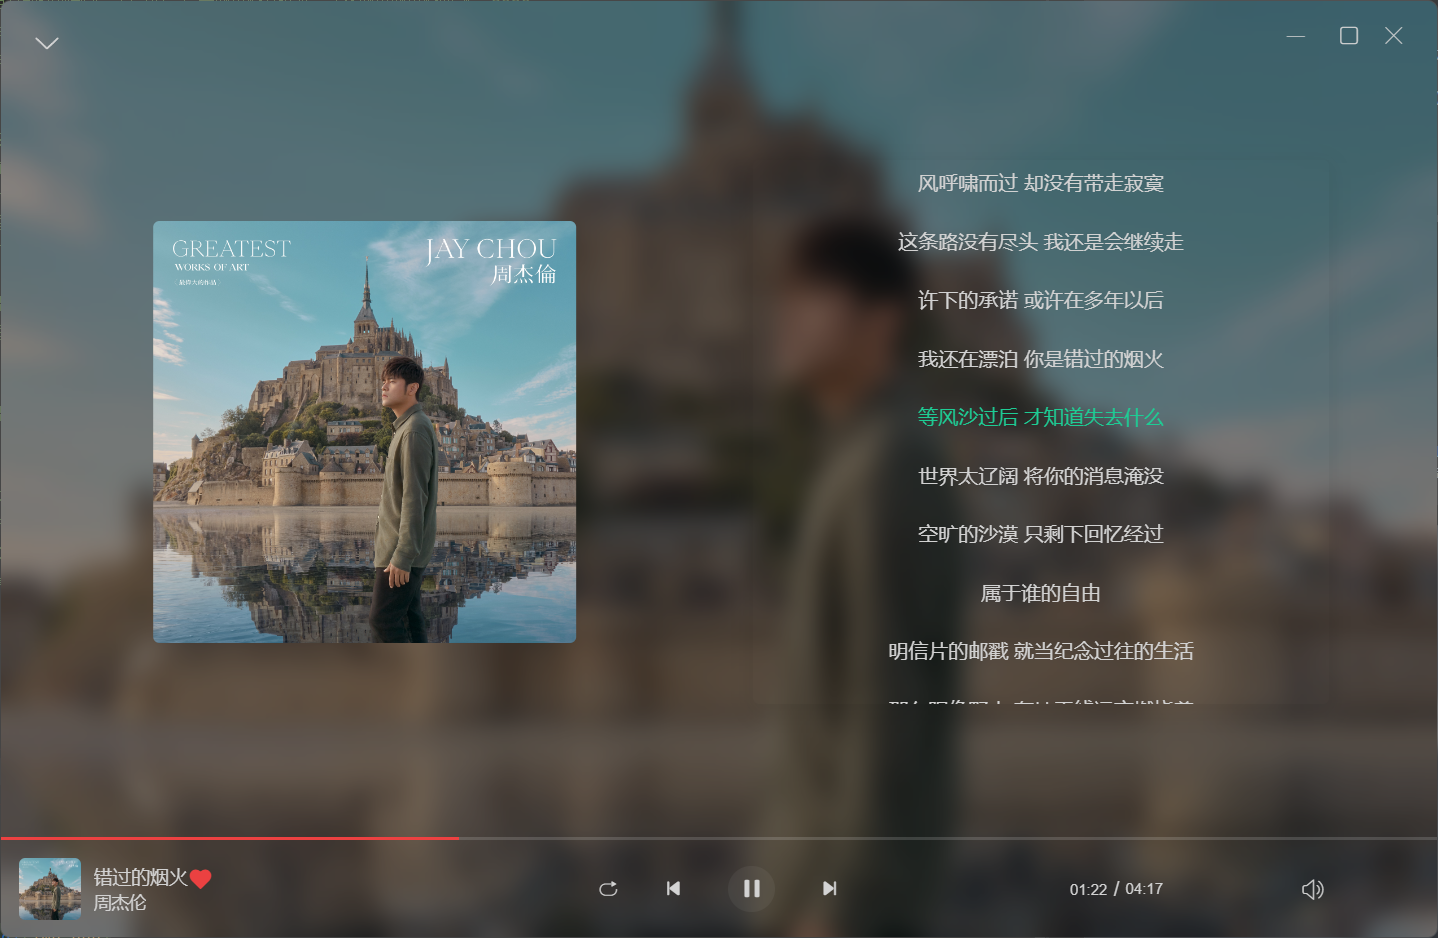 GREATEST
WORKS OF ART
最偉大的作品
JAY CHOU
周杰倫
风呼啸而过 却没有带走寂寞
这条路没有尽头 我还是会继续走
许下的承诺 或许在多年以后
我还在漂泊 你是错过的烟火
等风沙过后 才知道失去什么
世界太辽阔 将你的消息淹没
空旷的沙漠 只剩下回忆经过
属于谁的自由
明信片的邮戳 就当纪念过往的生活
错过的烟火
周杰伦
01:22 / 04:17